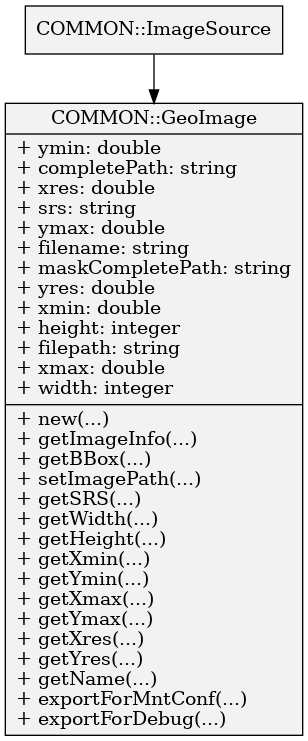 COMMON::ImageSource
COMMON::GeoImage
+ ymin: double
+ completePath: string
+ xres: double
+ srs: string
+ ymax: double
+ filename: string
+ maskCompletePath: string
+ yres: double
+ xmin: double
+ height: integer
+ filepath: string
+ xmax: double
+ width: integer
+ new(...)
+ getImageInfo(...)
+ getBBox(...)
+ setImagePath(...)
+ getSRS(...)
+ getWidth(...)
+ getHeight(...)
+ getXmin(...)
+ getYmin(...)
+ getXmax(...)
+ getYmax(...)
+ getXres(...)
+ getYres(...)
+ getName(...)
+ exportForMntConf(...)
+ exportForDebug(...)